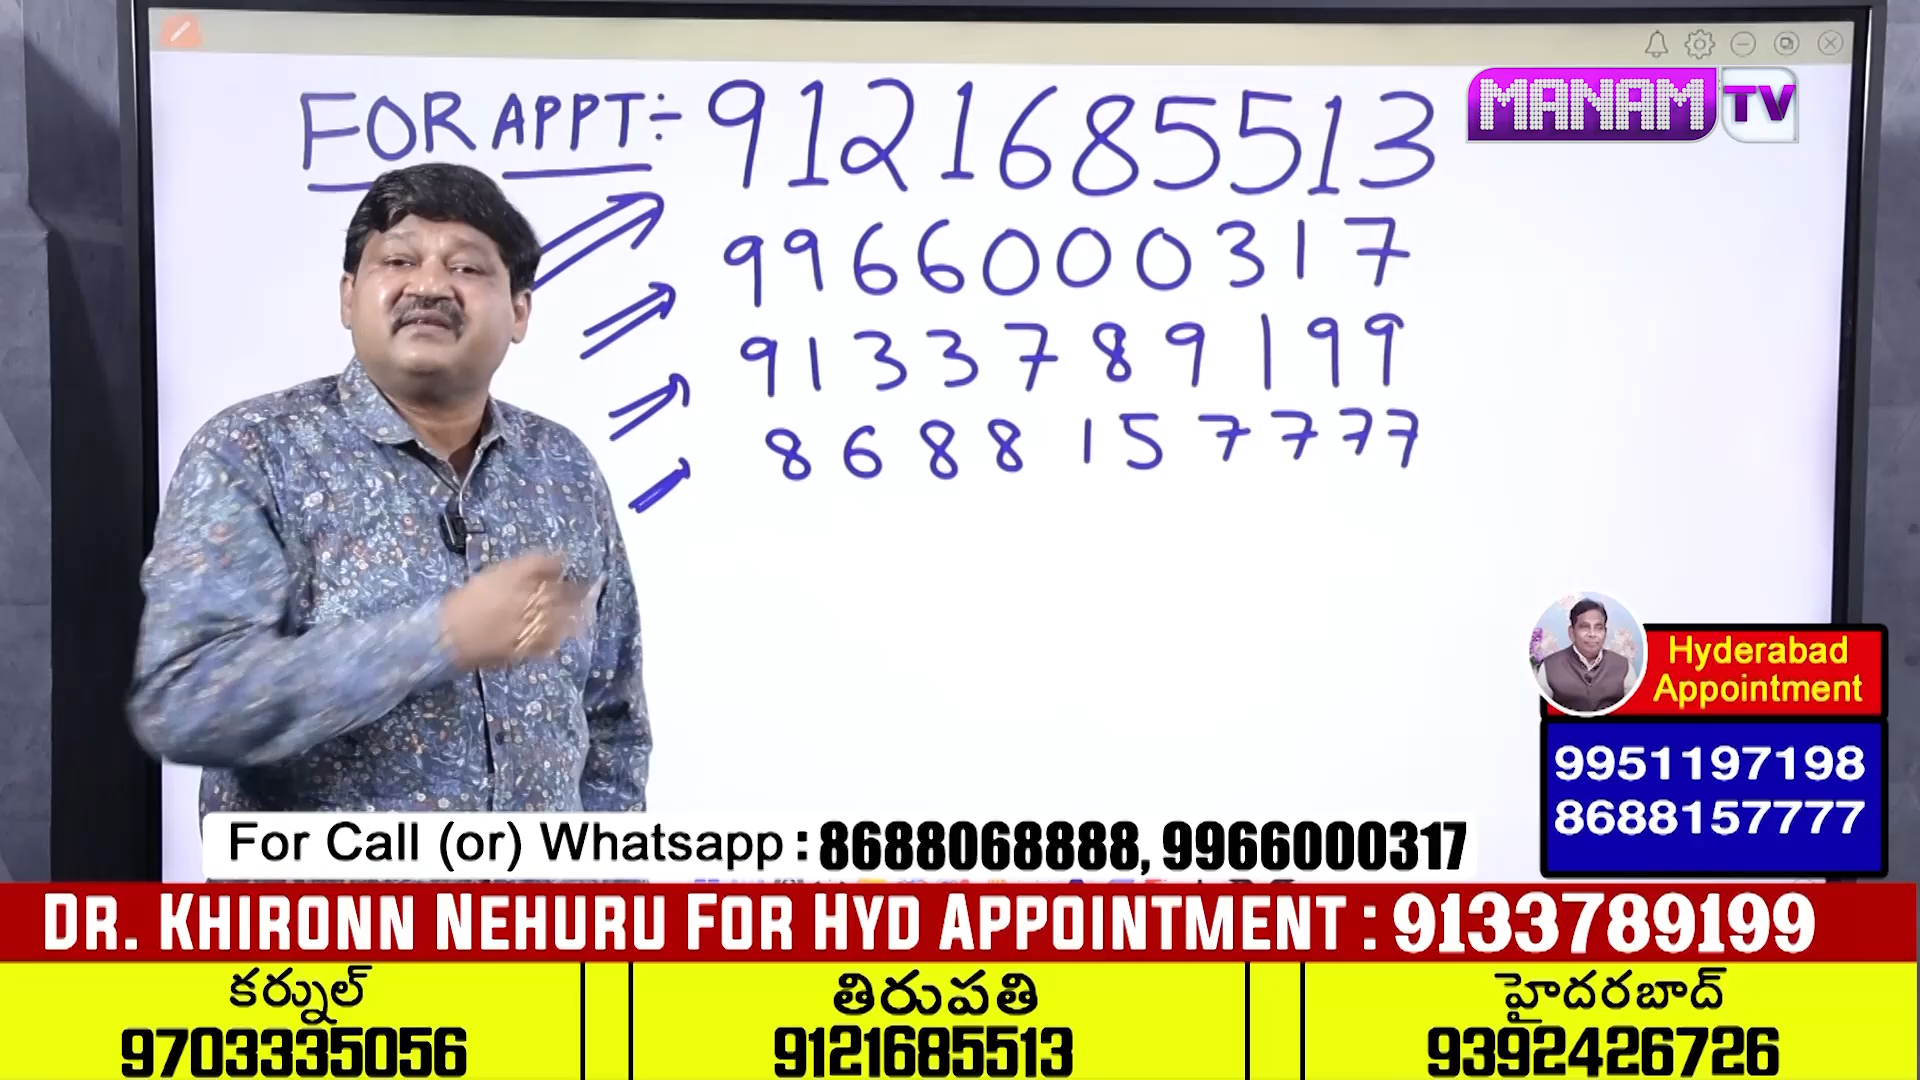 FOR APPT:- 9121685513
MANAM TV
9966000317
9133789199
8688157777
Hyderabad
Appointment
9951197198
8688157777
For Call (or) Whatsapp : 8688068888, 9966000317
DR. KHIRONN NEHURU FOR HYD APPOINTMENT : 9133789199
కర్నుల్
9703335056
తిరుపతి
9121685513
హైదరబాద్
9392426726